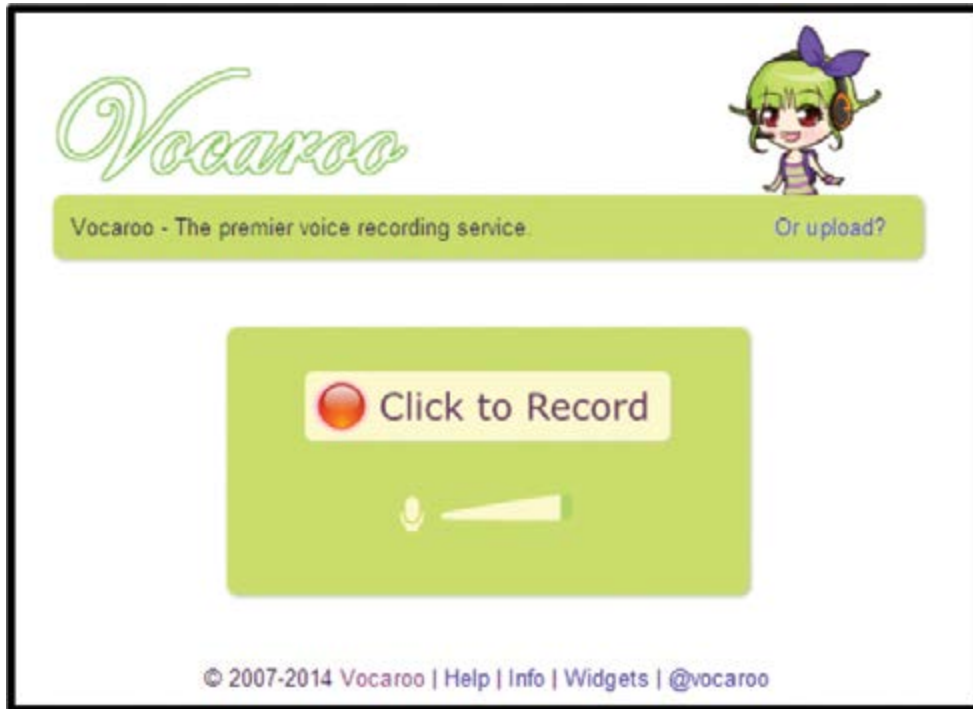 Vocaroo
Vocaroo - The premier voice recording service.
Or upload?
Click to Record
© 2007-2014 Vocaroo | Help | Info | Widgets | @vocaroo